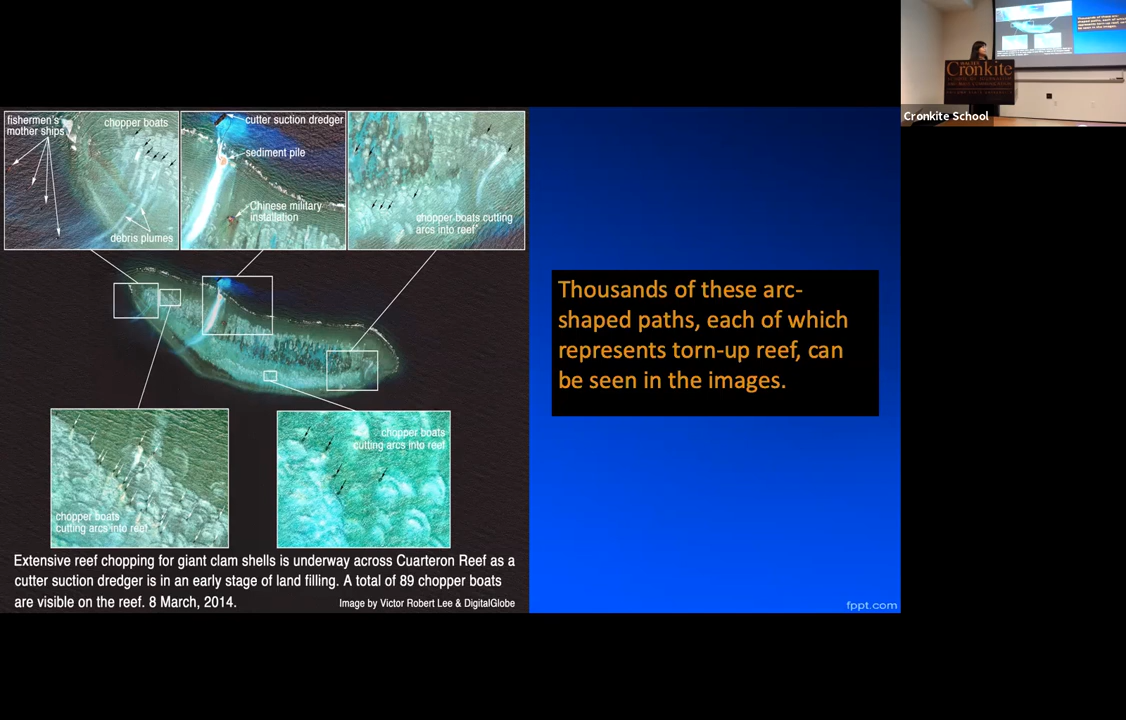 fishermen's
mother ships
chopper boats
debris plumes
cutter suction dredger
sediment pile
Chinese military
installation
chopper boats cutting
arcs into reef
chopper boats
cutting arcs into reef
chopper boats
cutting arcs into reef
Extensive reef chopping for giant clam shells is underway across Cuarteron Reef as a
cutter suction dredger is in an early stage of land filling. A total of 89 chopper boats
are visible on the reef. 8 March, 2014.
Image by Victor Robert Lee & DigitalGlobe
Thousands of these arc-
shaped paths, each of which
represents torn-up reef, can
be seen in the images.
fppt.com
Cronkite
Cronkite School